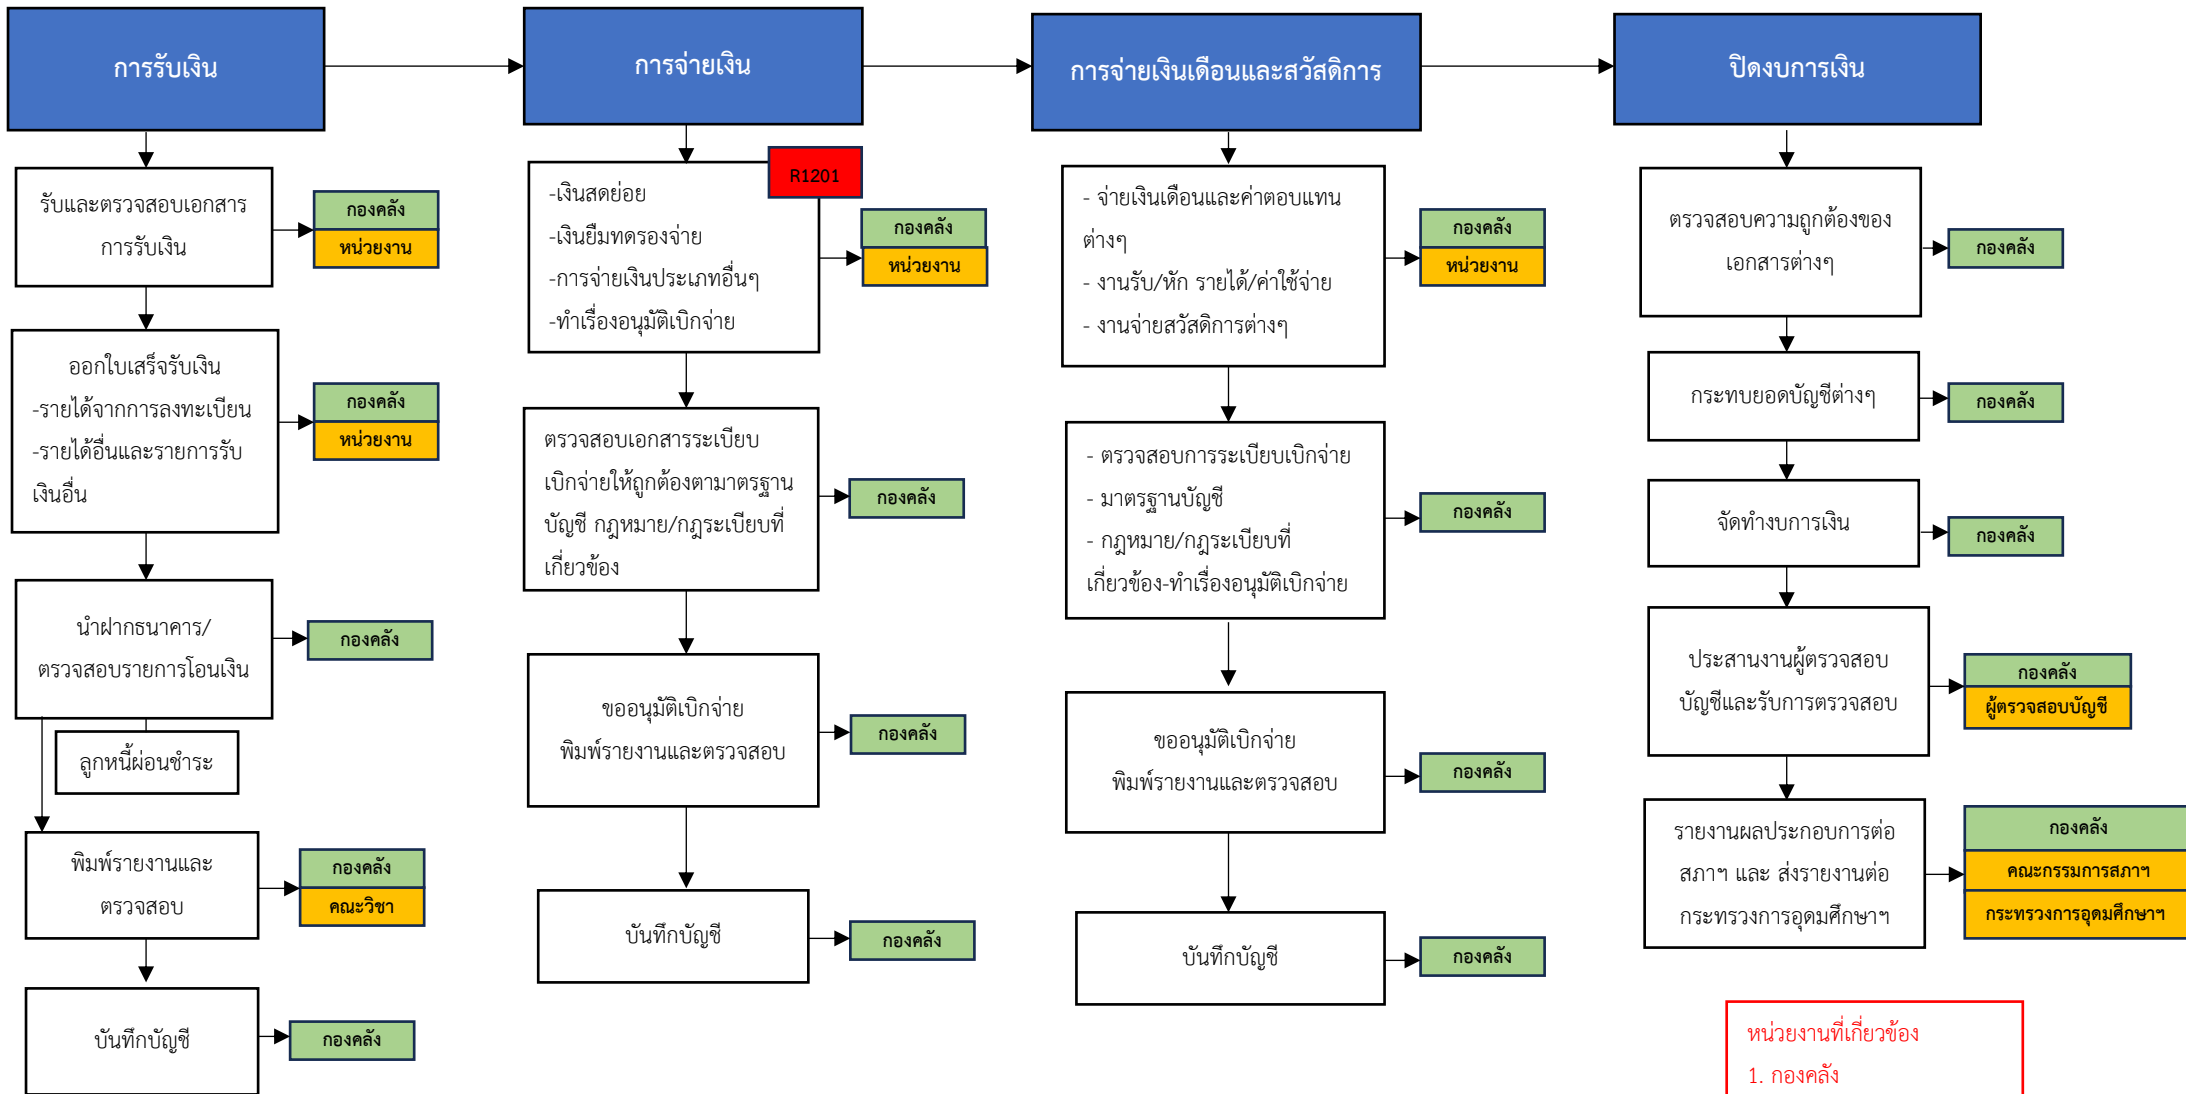 การรับเงิน
รับและตรวจสอบเอกสาร
การรับเงิน
กองคลัง
หน่วยงาน
ออกใบเสร็จรับเงิน
-รายได้จากการลงทะเบียน
-รายได้อื่นและรายการรับ
เงินอื่น
กองคลัง
หน่วยงาน
นำฝากธนาคาร/
ตรวจสอบรายการโอนเงิน
กองคลัง
ลูกหนี้ผ่อนชำระ
พิมพ์รายงานและ
ตรวจสอบ
กองคลัง
คณะวิชา
บันทึกบัญชี
กองคลัง
การจ่ายเงิน
R1201
-เงินสดย่อย
-เงินยืมทดรองจ่าย
-การจ่ายเงินประเภทอื่นๆ
-ทำเรื่องอนุมัติเบิกจ่าย
กองคลัง
หน่วยงาน
ตรวจสอบเอกสารระเบียบ
เบิกจ่ายให้ถูกต้องตามาตรฐาน
บัญชี กฎหมาย/กฎระเบียบที่
เกี่ยวข้อง
กองคลัง
ขออนุมัติเบิกจ่าย
พิมพ์รายงานและตรวจสอบ
กองคลัง
บันทึกบัญชี
กองคลัง
การจ่ายเงินเดือนและสวัสดิการ
- จ่ายเงินเดือนและค่าตอบแทน
ต่างๆ
- งานรับ/หัก รายได้/ค่าใช้จ่าย
- งานจ่ายสวัสดิการต่างๆ
กองคลัง
หน่วยงาน
- ตรวจสอบการระเบียบเบิกจ่าย
- มาตรฐานบัญชี
- กฎหมาย/กฎระเบียบที่
เกี่ยวข้อง-ทำเรื่องอนุมัติเบิกจ่าย
กองคลัง
ขออนุมัติเบิกจ่าย
พิมพ์รายงานและตรวจสอบ
กองคลัง
บันทึกบัญชี
กองคลัง
ปิดงบการเงิน
ตรวจสอบความถูกต้องของ
เอกสารต่างๆ
กองคลัง
กระทบยอดบัญชีต่างๆ
กองคลัง
จัดทำงบการเงิน
กองคลัง
ประสานงานผู้ตรวจสอบ
บัญชีและรับการตรวจสอบ
กองคลัง
ผู้ตรวจสอบบัญชี
รายงานผลประกอบการต่อ
สภาฯ และ ส่งรายงานต่อ
กระทรวงการอุดมศึกษาฯ
กองคลัง
คณะกรรมการสภาฯ
กระทรวงการอุดมศึกษาฯ
หน่วยงานที่เกี่ยวข้อง
1. กองคลัง